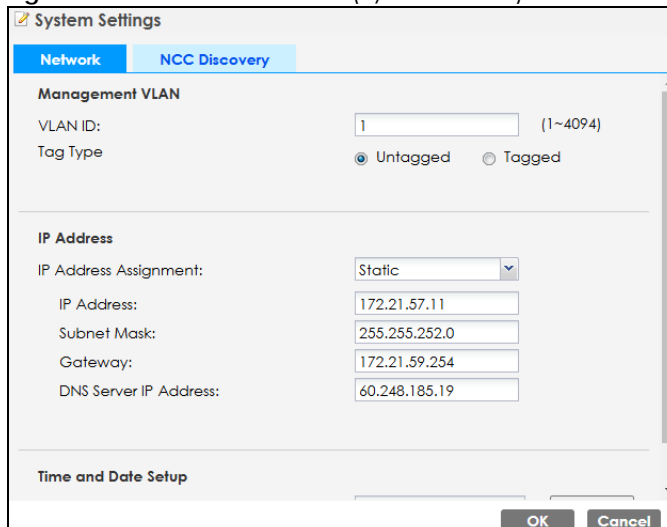 System Settings
Network NCC Discovery
Management VLAN
VLAN ID: 1 (1~4094)
Tag Type Untagged Tagged
IP Address
IP Address Assignment: Static
IP Address: 172.21.57.11
Subnet Mask: 255.255.252.0
Gateway: 172.21.59.254
DNS Server IP Address: 60.248.185.19
Time and Date Setup
OK Cancel